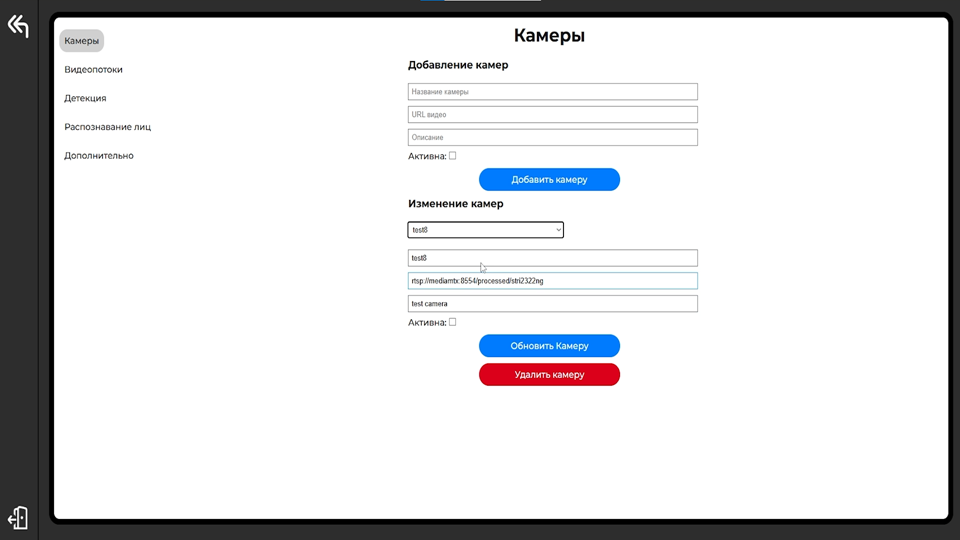 Камеры
Видеопотоки
Детекция
Распознавание лиц
Дополнительно
Камеры
Добавление камер
Название камеры
URL видео
Описание
Активна:
Добавить камеру
Изменение камер
test8
test8
rtsp://mediamtx:8554/processed/stri2322ng
test camera
Активна:
Обновить Камеру
Удалить камеру